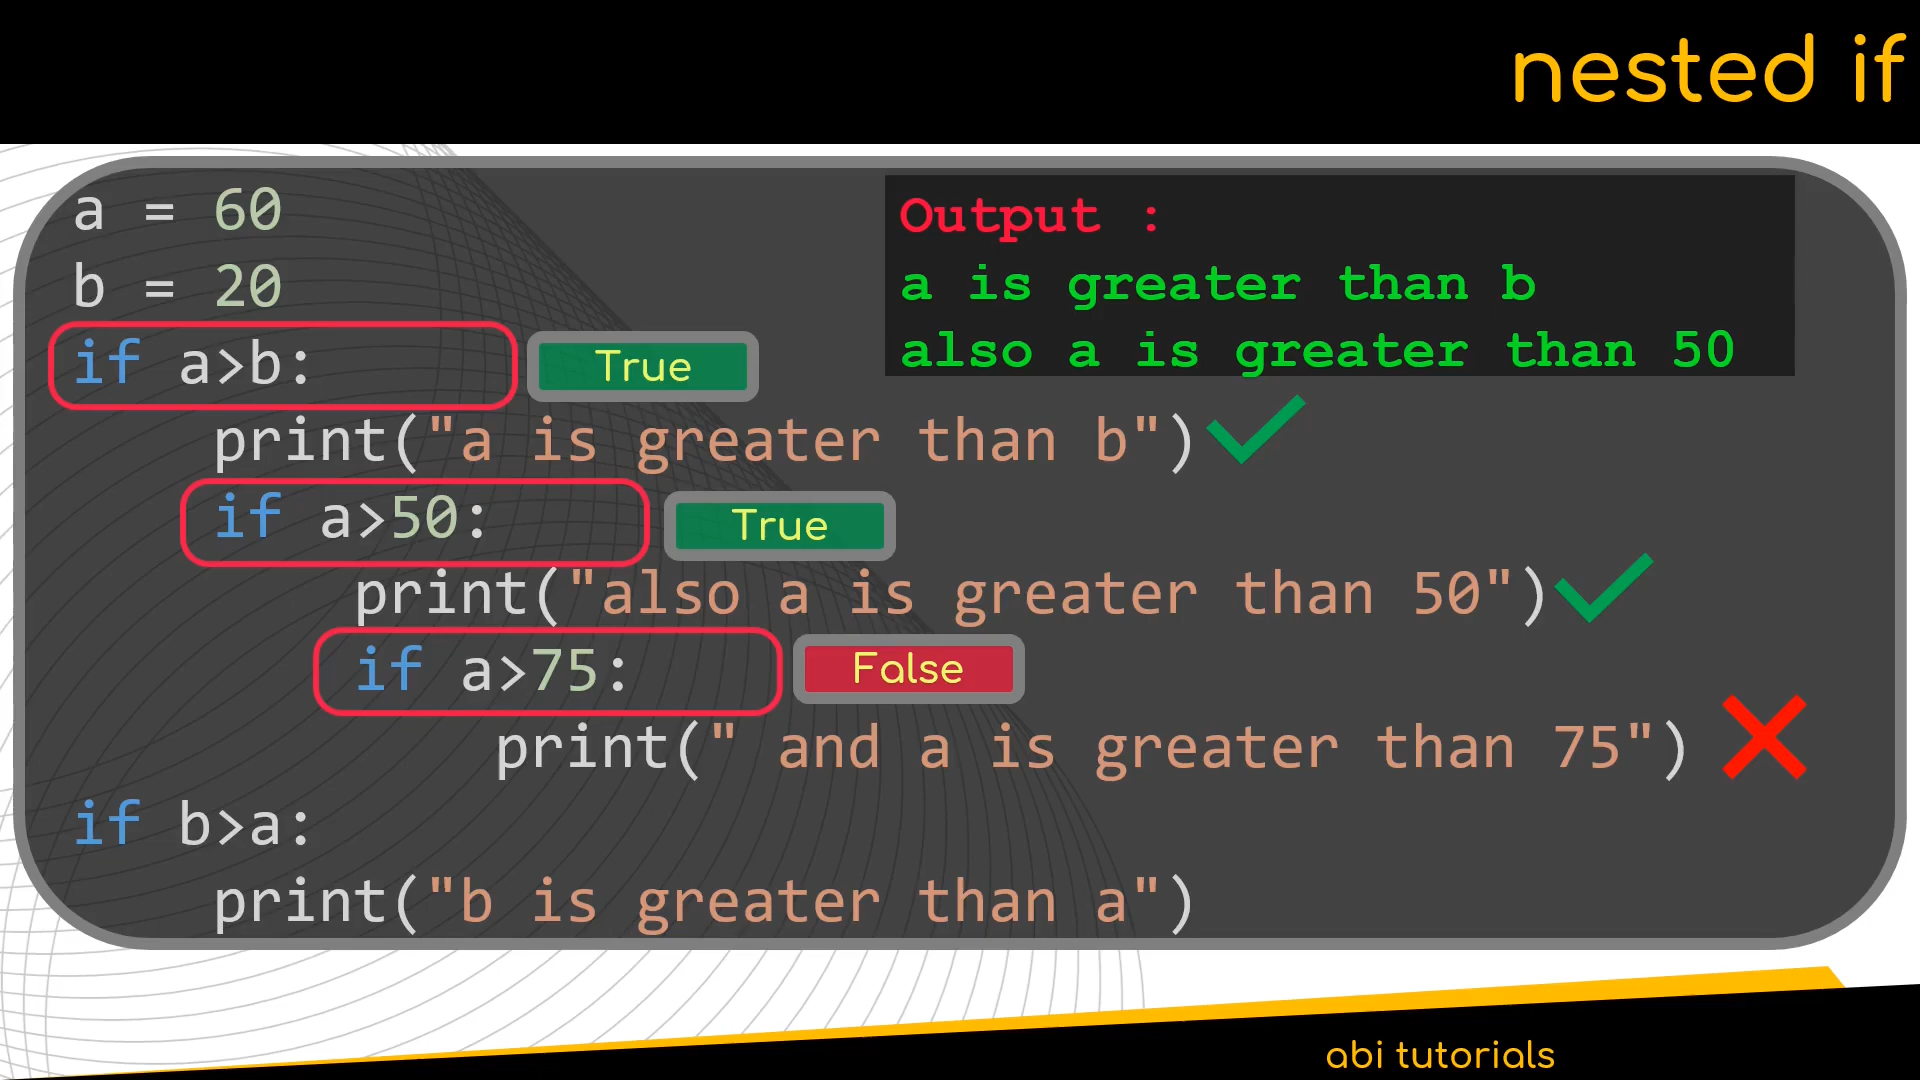 nested if
a = 60
b = 20
if a>b:
True
print("a is greater than b")
if a>50:
True
print("also a is greater than 50")
if a>75:
False
print(" and a is greater than 75")
if b>a:
print("b is greater than a")
Output :
a is greater than b
also a is greater than 50
abi tutorials